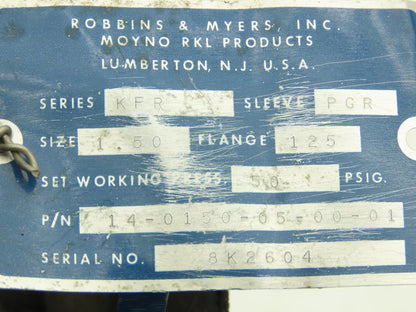 ROBBINS & MYERS, INC.
MOYNO RKL PRODUCTS
LUMBERTON, N.J. U.S.A.
SERIES KFR SLEEVE PGR
SIZE 1.50 FLANGE 125
SET WORKING PRESS. 50 PSIG.
P/N 14-0150-05-00-01
SERIAL NO. 8K2604